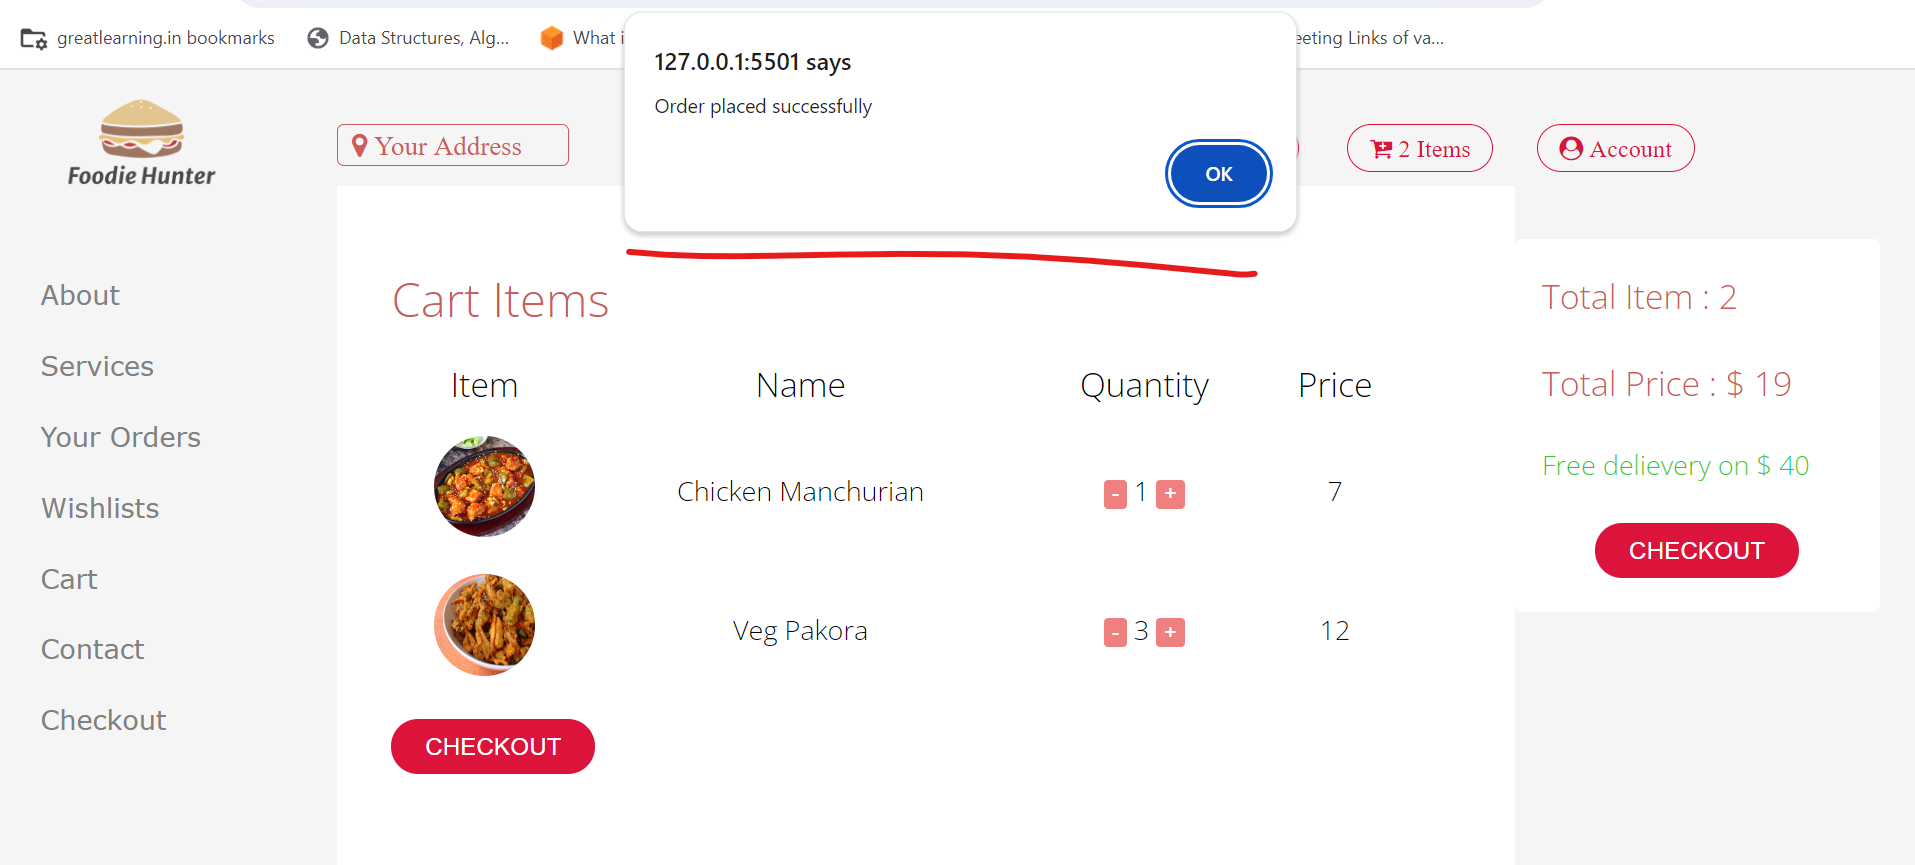 greatlearning.in bookmarks
Data Structures, Alg...
What i
eeting Links of va...
127.0.0.1:5501 says
Order placed successfully
OK
Foodie Hunter
Your Address
2 Items
Account
About
Services
Your Orders
Wishlists
Cart
Contact
Checkout
Cart Items
Item Name Quantity Price
Chicken Manchurian - 1 + 7
Veg Pakora - 3 + 12
CHECKOUT
Total Item : 2
Total Price : $ 19
Free delievery on $ 40
CHECKOUT